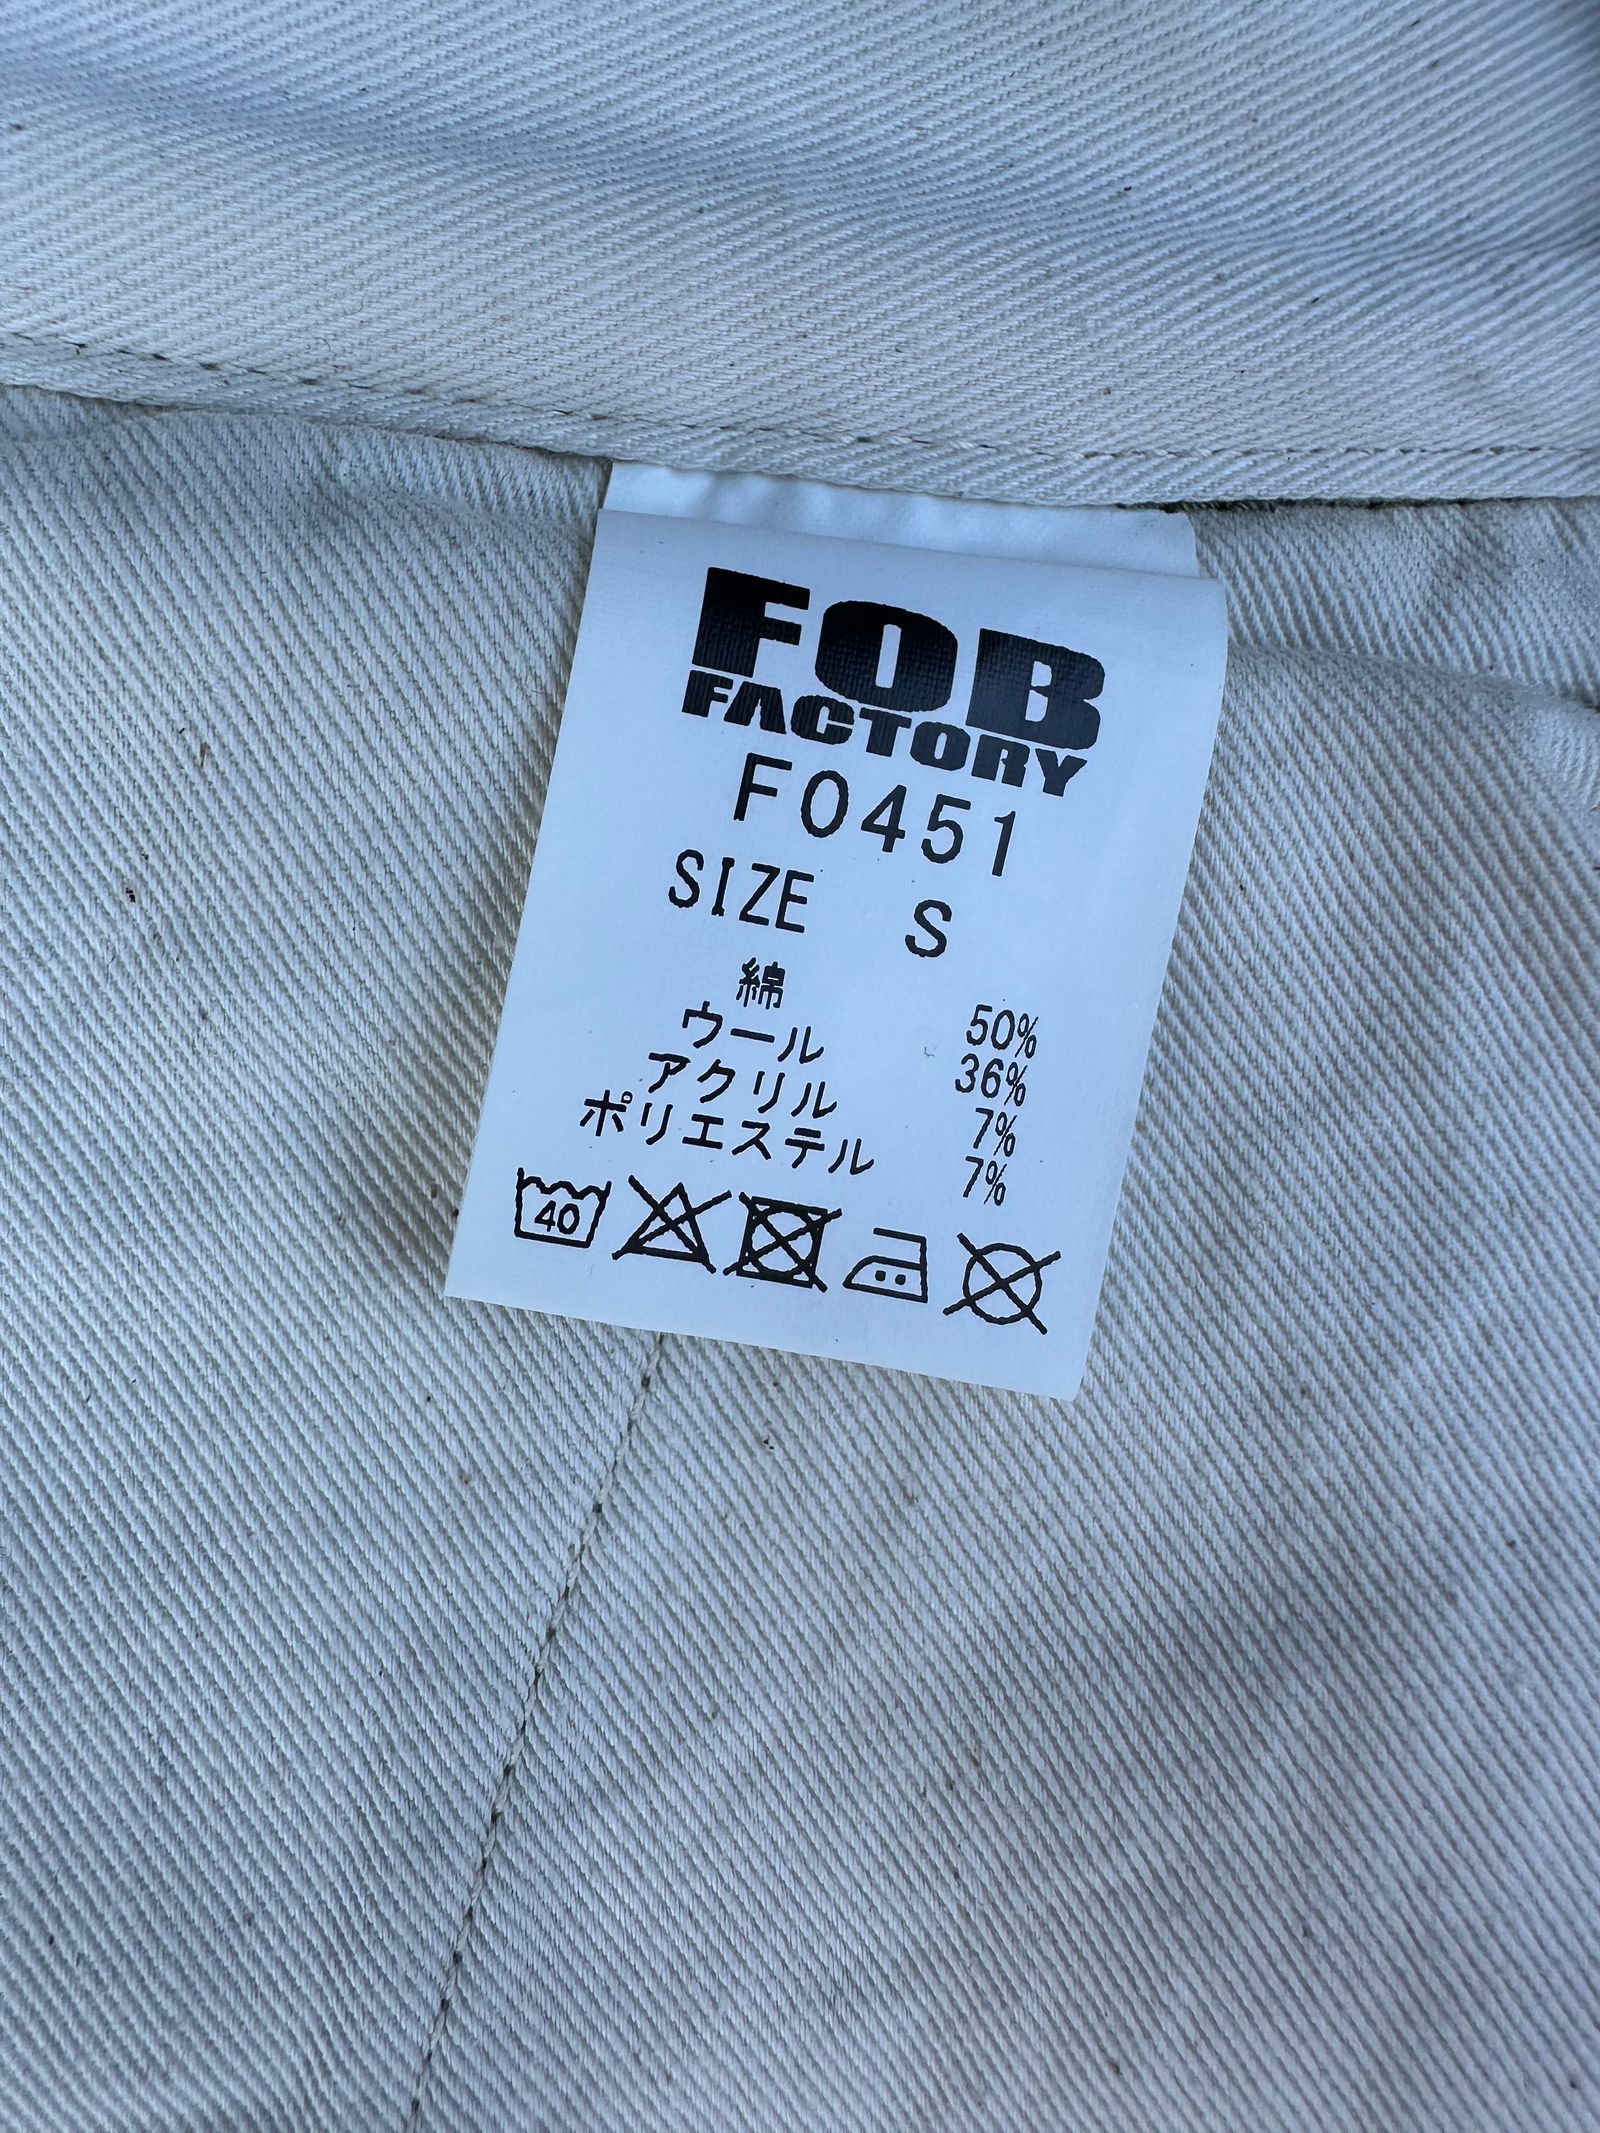 FOB
FACTORY
F0451
SIZE S
綿 50%
ウール 36%
アクリル 7%
ポリエステル 7%
40